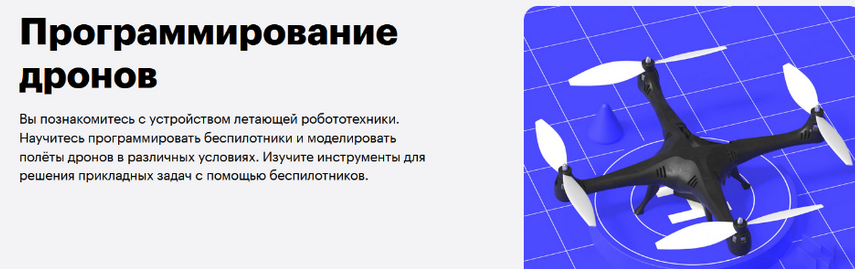 Программирование
дронов
Вы познакомитесь с устройством летающей робототехники.
Научитесь программировать беспилотники и моделировать
полёты дронов в различных условиях. Изучите инструменты для
решения прикладных задач с помощью беспилотников.